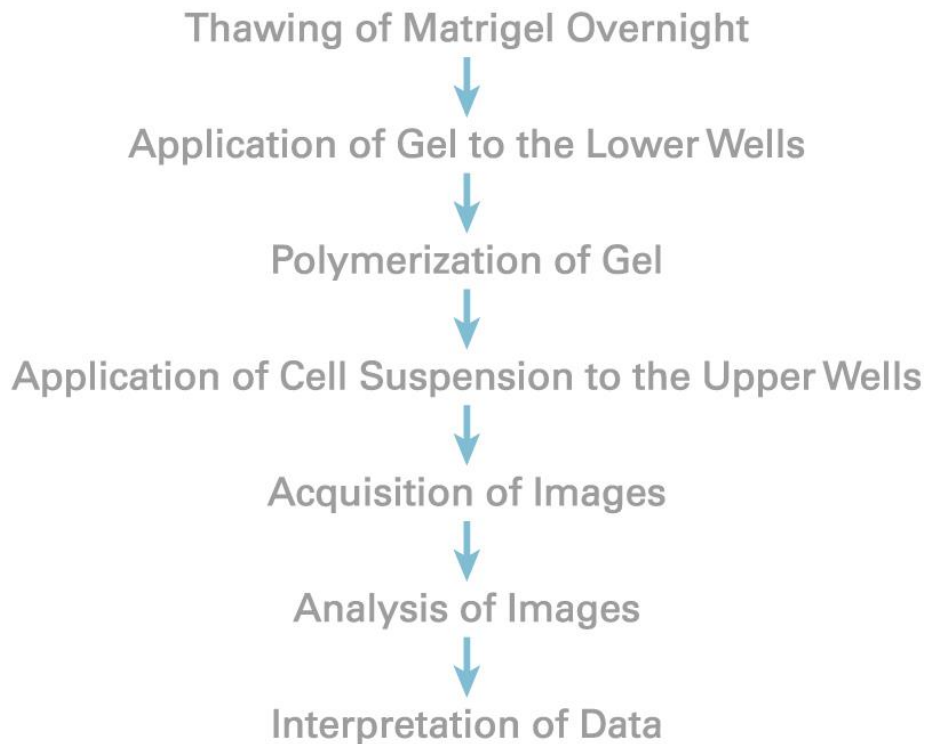 Thawing of Matrigel Overnight
Application of Gel to the Lower Wells
Polymerization of Gel
Application of Cell Suspension to the Upper Wells
Acquisition of Images
Analysis of Images
Interpretation of Data